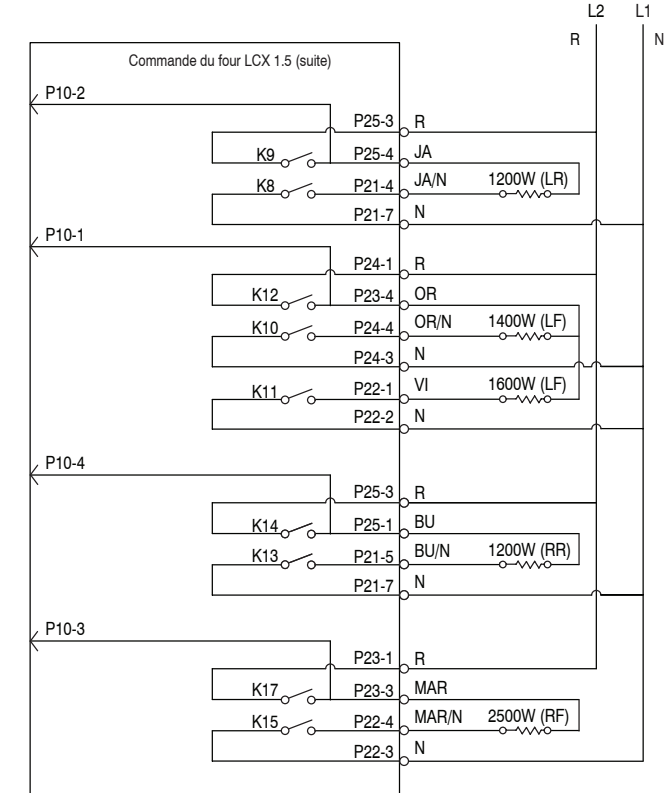 L2 L1
R N
Commande du four LCX 1.5 (suite)
P10-2
P25-3 R
K9 P25-4 JA
K8 P21-4 JA/N 1200W (LR)
P21-7 N
P10-1
P24-1 R
K12 P23-4 OR
K10 P24-4 OR/N 1400W (LF)
P24-3 N
K11 P22-1 VI 1600W (LF)
P22-2 N
P10-4
P25-3 R
K14 P25-1 BU
K13 P21-5 BU/N 1200W (RR)
P21-7 N
P10-3
P23-1 R
K17 P23-3 MAR
K15 P22-4 MAR/N 2500W (RF)
P22-3 N